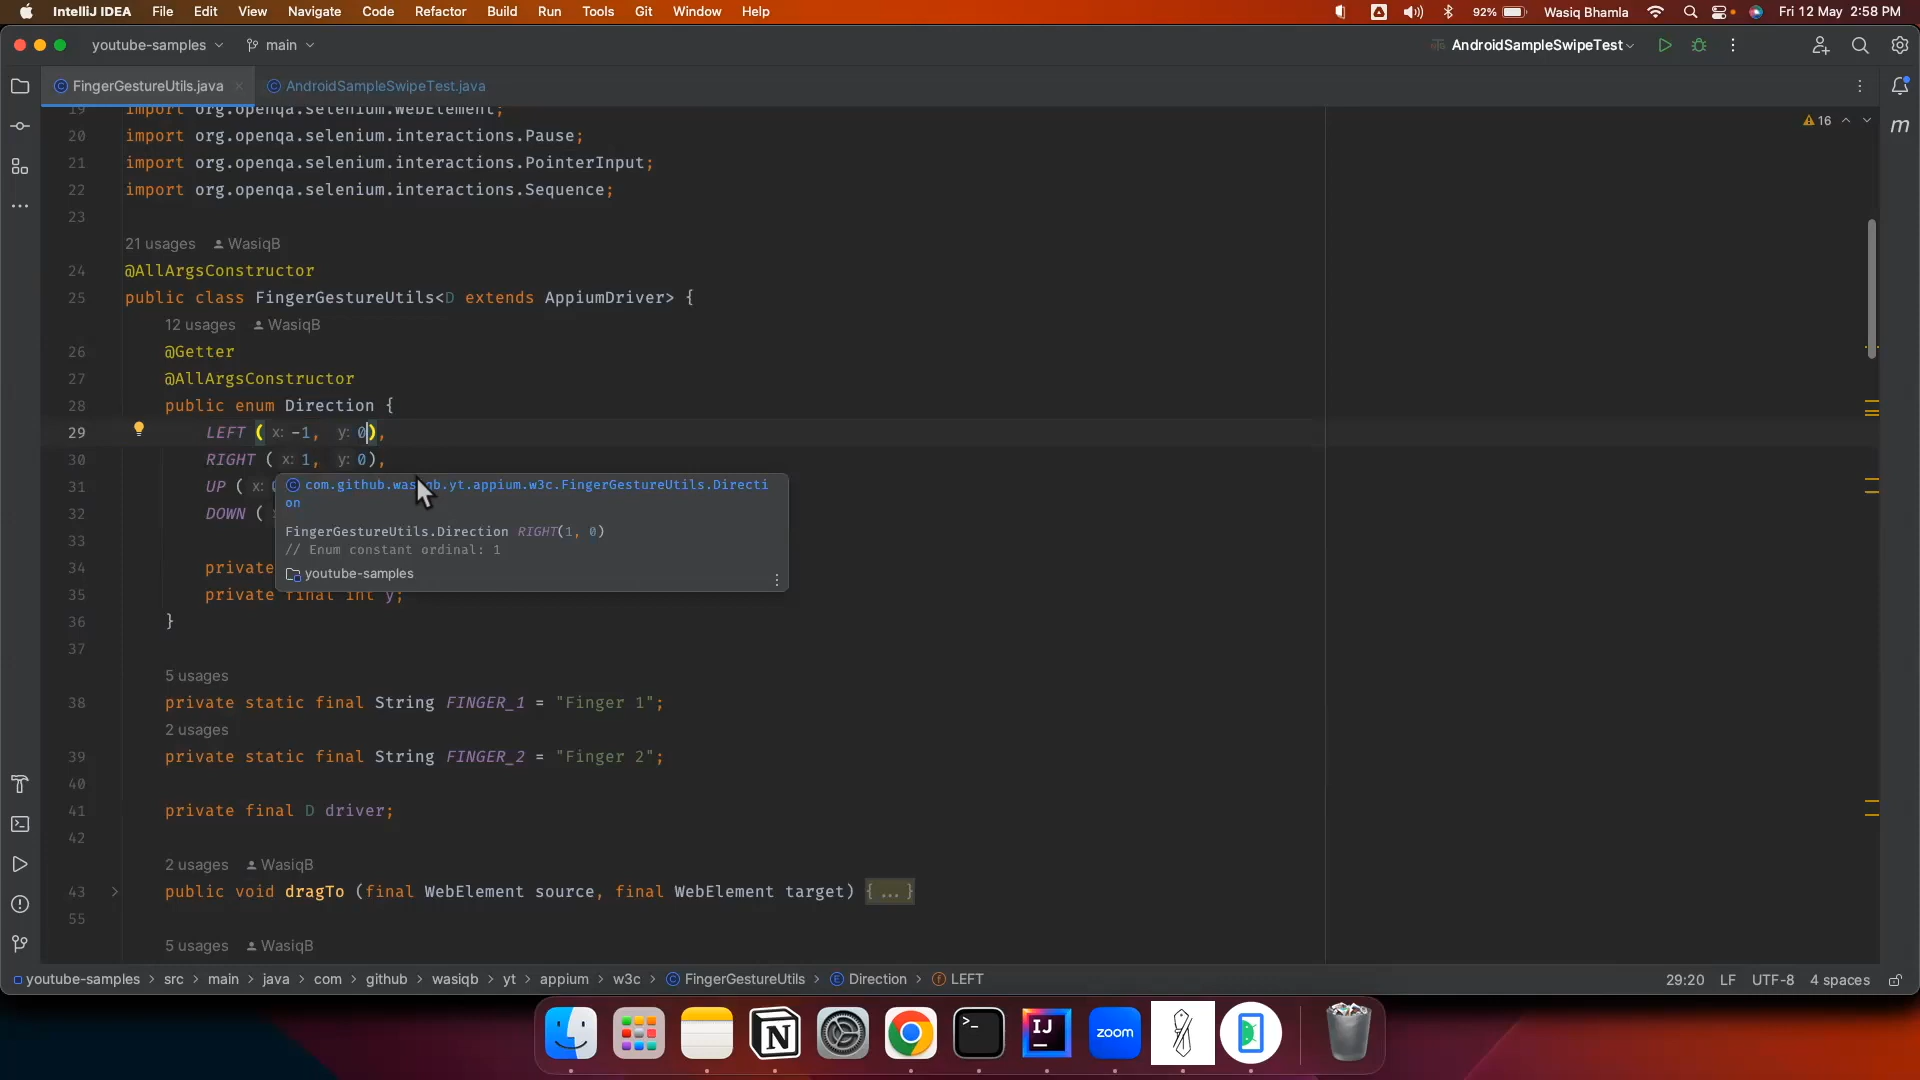 IntelliJ IDEA File Edit View Navigate Code Refactor Build Run Tools Git Window Help 92% Wasiq Bhamla Fri 12 May 2:58 PM
youtube-samples main AndroidSampleSwipeTest
FingerGestureUtils.java AndroidSampleSwipeTest.java
19 import org.openqa.selenium.WebElement;
16
20 import org.openqa.selenium.interactions.Pause;
21 import org.openqa.selenium.interactions.PointerInput;
22 import org.openqa.selenium.interactions.Sequence;
23
21 usages WasiqB
24 @AllArgsConstructor
25 public class FingerGestureUtils<D extends AppiumDriver> {
12 usages WasiqB
26 @Getter
27 @AllArgsConstructor
28 public enum Direction {
29 LEFT ( x: -1, y: 0),
30 RIGHT ( x: 1, y: 0),
31 UP ( x:
32 DOWN (
com.github.wasiqb.yt.appium.w3c.FingerGestureUtils.Directi
on
FingerGestureUtils.Direction RIGHT(1, 0)
// Enum constant ordinal: 1
youtube-samples
33
34 private
35 private final int y;
36 }
37
5 usages
38 private static final String FINGER_1 = "Finger 1";
2 usages
39 private static final String FINGER_2 = "Finger 2";
40
41 private final D driver;
42
2 usages WasiqB
43 public void dragTo (final WebElement source, final WebElement target) {...}
55
5 usages WasiqB
youtube-samples > src > main > java > com > github > wasiqb > yt > appium > w3c > FingerGestureUtils > Direction > LEFT 29:20 LF UTF-8 4 spaces
IJ zoom